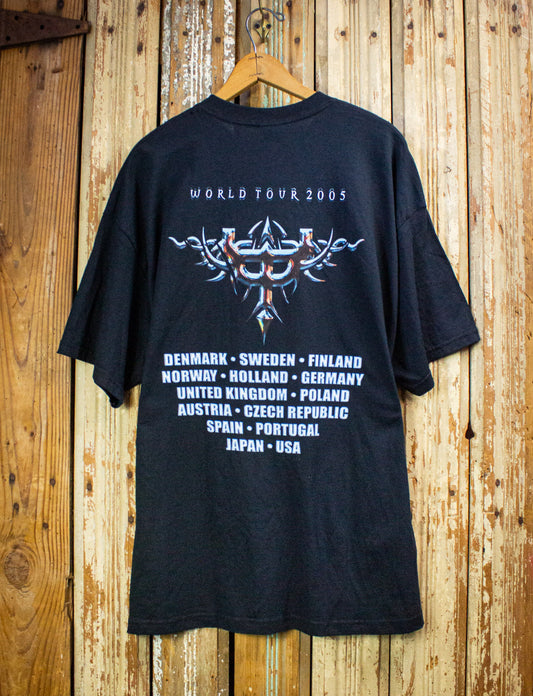 WORLD TOUR 2005
DENMARK • SWEDEN • FINLAND
NORWAY • HOLLAND • GERMANY
UNITED KINGDOM • POLAND
AUSTRIA • CZECH REPUBLIC
SPAIN • PORTUGAL
JAPAN • USA